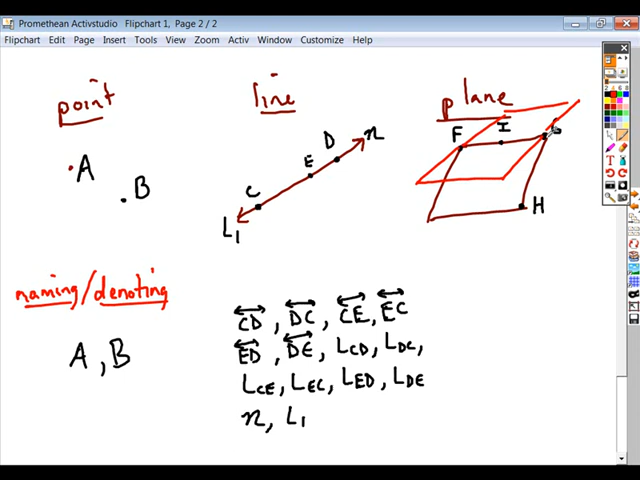 Promethean Activstudio Flipchart 1, Page 2 / 2
Flipchart Edit Page Insert Tools View Activ Window Customize Help
point line plane
A
B
C E D n
L1
F I
H
naming/denoting
A, B
CD, DC, CE, EC
ED, DE, LCD, LDC,
LCE, LEC, LED, LDE
n, L1